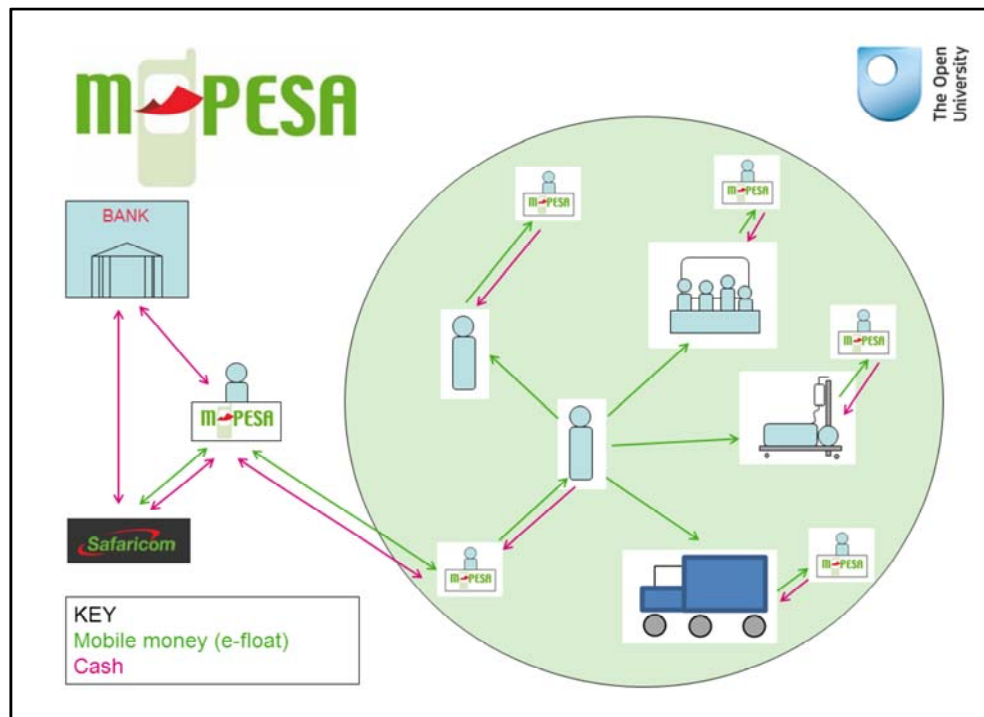 M-PESA
The Open
University
BANK
M-PESA
M-PESA
M-PESA
M-PESA
Safaricom
M-PESA
M-PESA
KEY
Mobile money (e-float)
Cash